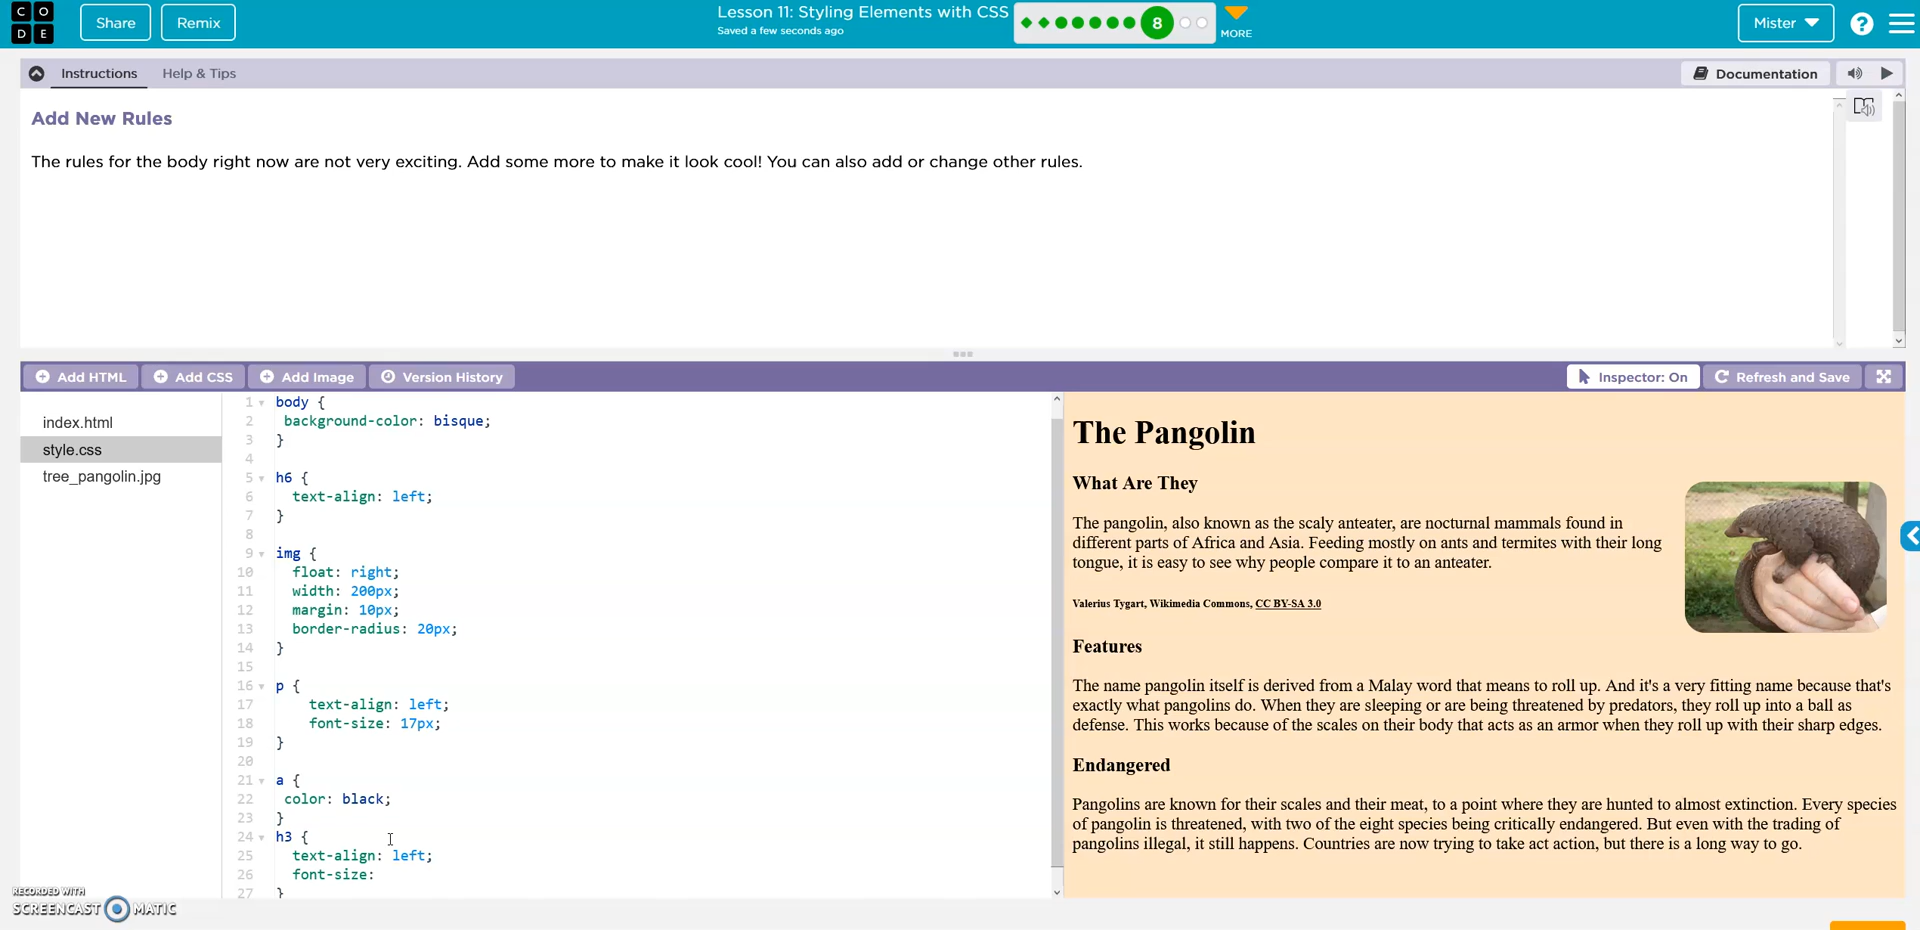 C O
D E
Share
Remix
Lesson 11: Styling Elements with CSS
Saved a few seconds ago
8
MORE
Mister
?
Instructions
Help & Tips
Documentation
Add New Rules
The rules for the body right now are not very exciting. Add some more to make it look cool! You can also add or change other rules.
Add HTML
Add CSS
Add Image
Version History
Inspector: On
Refresh and Save
index.html
style.css
tree_pangolin.jpg
1 body {
2 background-color: bisque;
3 }
4
5 h6 {
6 text-align: left;
7 }
8
9 img {
10 float: right;
11 width: 200px;
12 margin: 10px;
13 border-radius: 20px;
14 }
15
16 p {
17 text-align: left;
18 font-size: 17px;
19 }
20
21 a {
22 color: black;
23 }
24 h3 {
25 text-align: left;
26 font-size:
27 }
The Pangolin
What Are They
The pangolin, also known as the scaly anteater, are nocturnal mammals found in
different parts of Africa and Asia. Feeding mostly on ants and termites with their long
tongue, it is easy to see why people compare it to an anteater.
Valerius Tygart, Wikimedia Commons, CC BY-SA 3.0
Features
The name pangolin itself is derived from a Malay word that means to roll up. And it's a very fitting name because that's
exactly what pangolins do. When they are sleeping or are being threatened by predators, they roll up into a ball as
defense. This works because of the scales on their body that acts as an armor when they roll up with their sharp edges.
Endangered
Pangolins are known for their scales and their meat, to a point where they are hunted to almost extinction. Every species
of pangolin is threatened, with two of the eight species being critically endangered. But even with the trading of
pangolins illegal, it still happens. Countries are now trying to take act action, but there is a long way to go.
RECORDED WITH
SCREENCAST MATIC